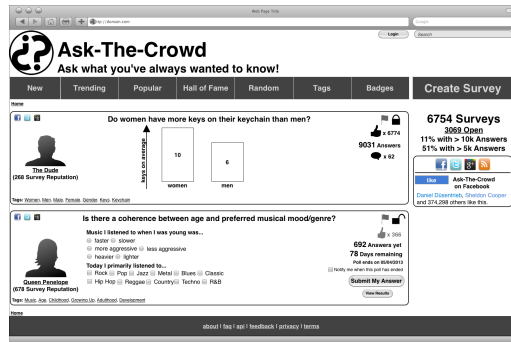 Web Page Title
http://domain.com
Google
Login
Search
Ask-The-Crowd
Ask what you've always wanted to know!
New Trending Popular Hall of Fame Random Tags Badges Create Survey
Home
Do women have more keys on their keychain than men?
keys on average
10
6
women men
x 6774
9031 Answers
x 62
The Dude
(268 Survey Reputation)
Tags: Women, Men, Male, Female, Gender, Keys, Keychain
6754 Surveys
3069 Open
11% with > 10k Answers
51% with > 5k Answers
like Ask-The-Crowd
on Facebook
Daniel Düsentrieb, Sheldon Cooper
and 374,298 others like this.
Is there a coherence between age and preferred musical mood/genre?
Music I listened to when I was young was...
faster slower
more aggressive less aggressive
heavier lighter
Today I primarily listened to...
Rock Pop Jazz Metal Blues Classic
Hip Hop Reggae Country Techno R&B
x 366
692 Answers yet
78 Days remaining
Poll ends on 05/04/2013
Notify me when this poll has ended
Submit My Answer
View Results
Queen Penelope
(678 Survey Reputation)
Tags: Music, Age, Childhood, Growing Up, Adulthood, Development
Home
about I faq I api I feedback I privacy I terms